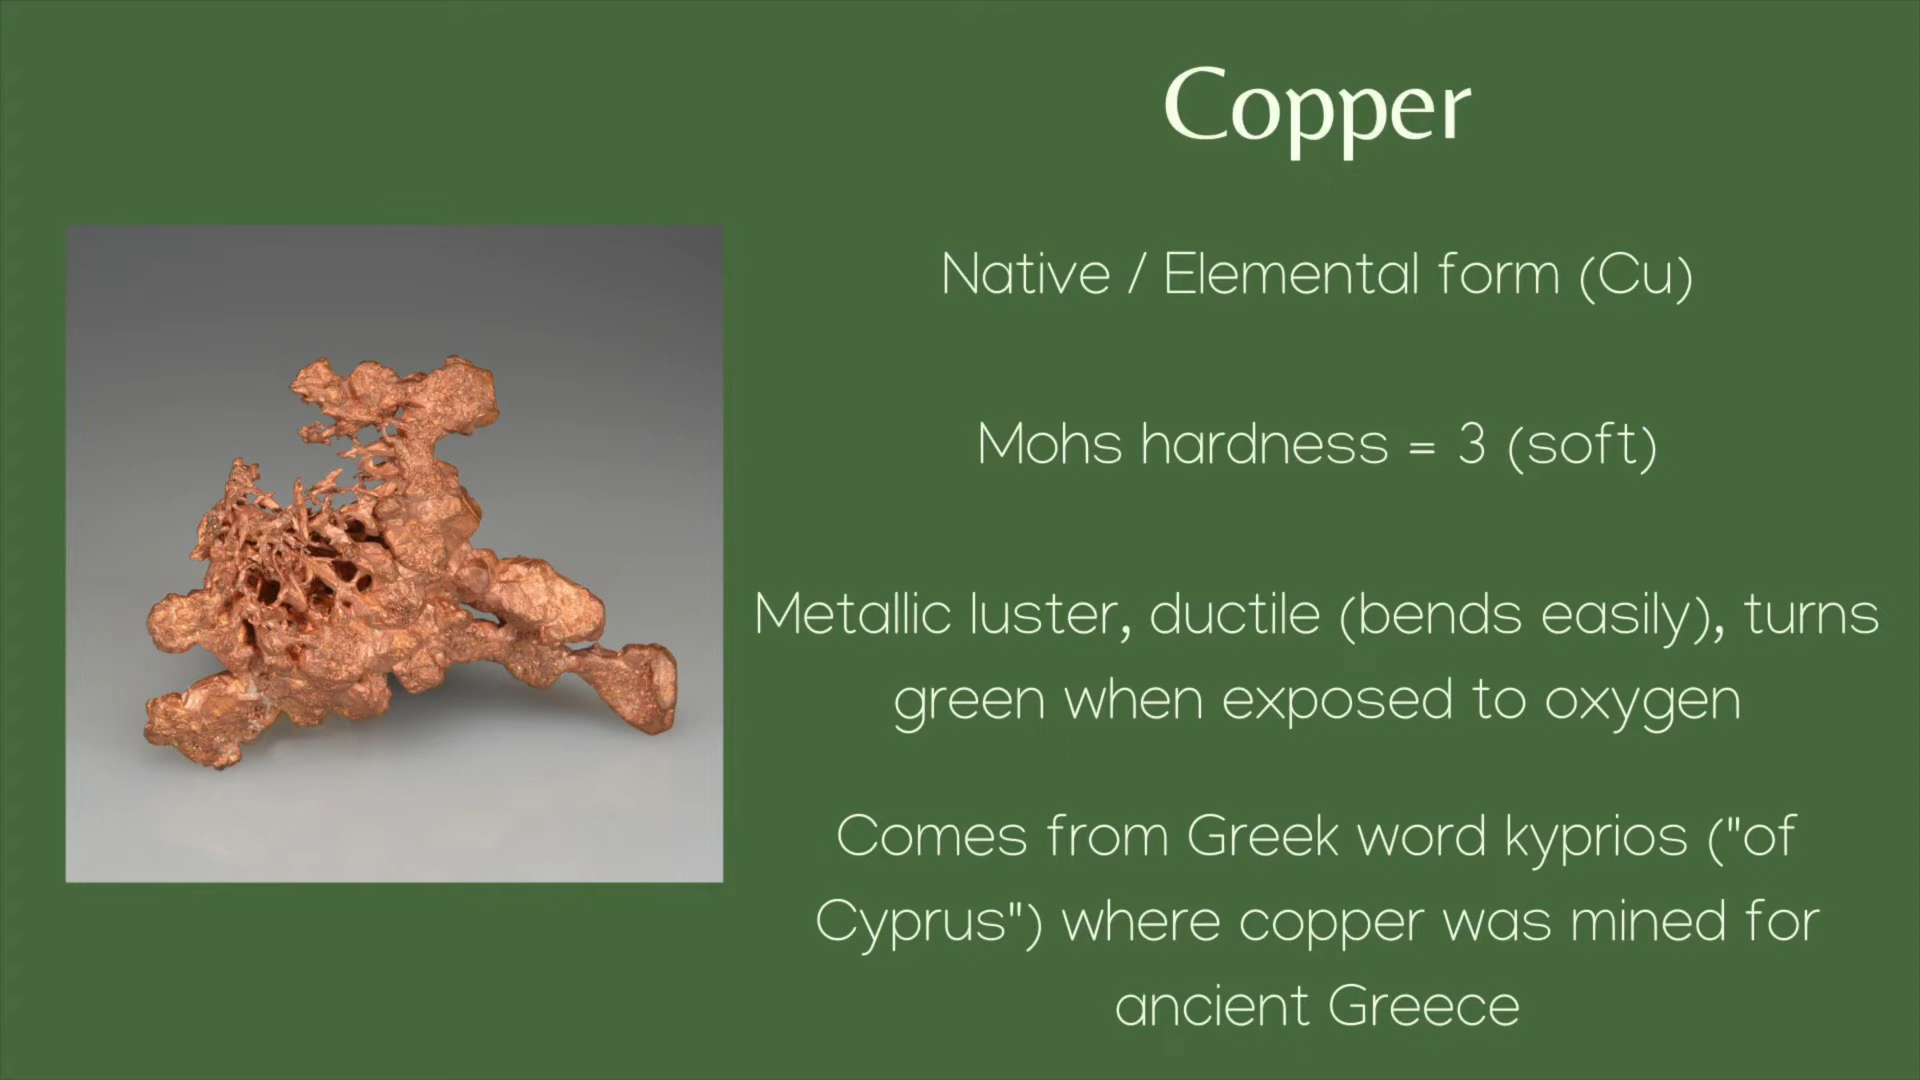 Copper
Native / Elemental form (Cu)
Mohs hardness = 3 (soft)
Metallic luster, ductile (bends easily), turns
green when exposed to oxygen
Comes from Greek word kyprios ("of
Cyprus") where copper was mined for
ancient Greece